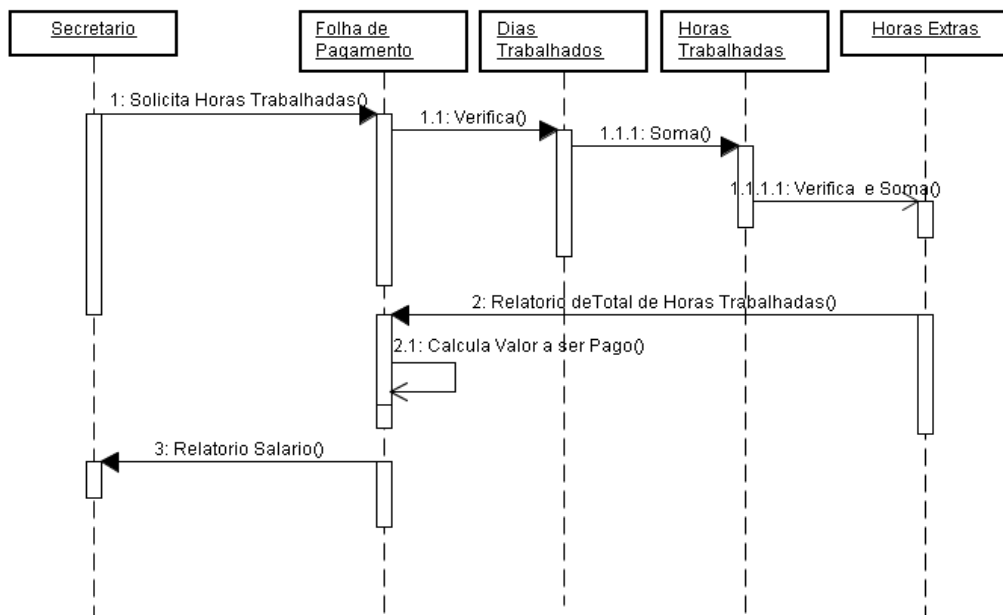 Secretario
Folha de
Pagamento
Dias
Trabalhados
Horas
Trabalhadas
Horas Extras
1: Solicita Horas Trabalhadas()
1.1: Verifica()
1.1.1: Soma()
1.1.1.1: Verifica e Soma()
2: Relatorio deTotal de Horas Trabalhadas()
2.1: Calcula Valor a ser Pago()
3: Relatorio Salario()